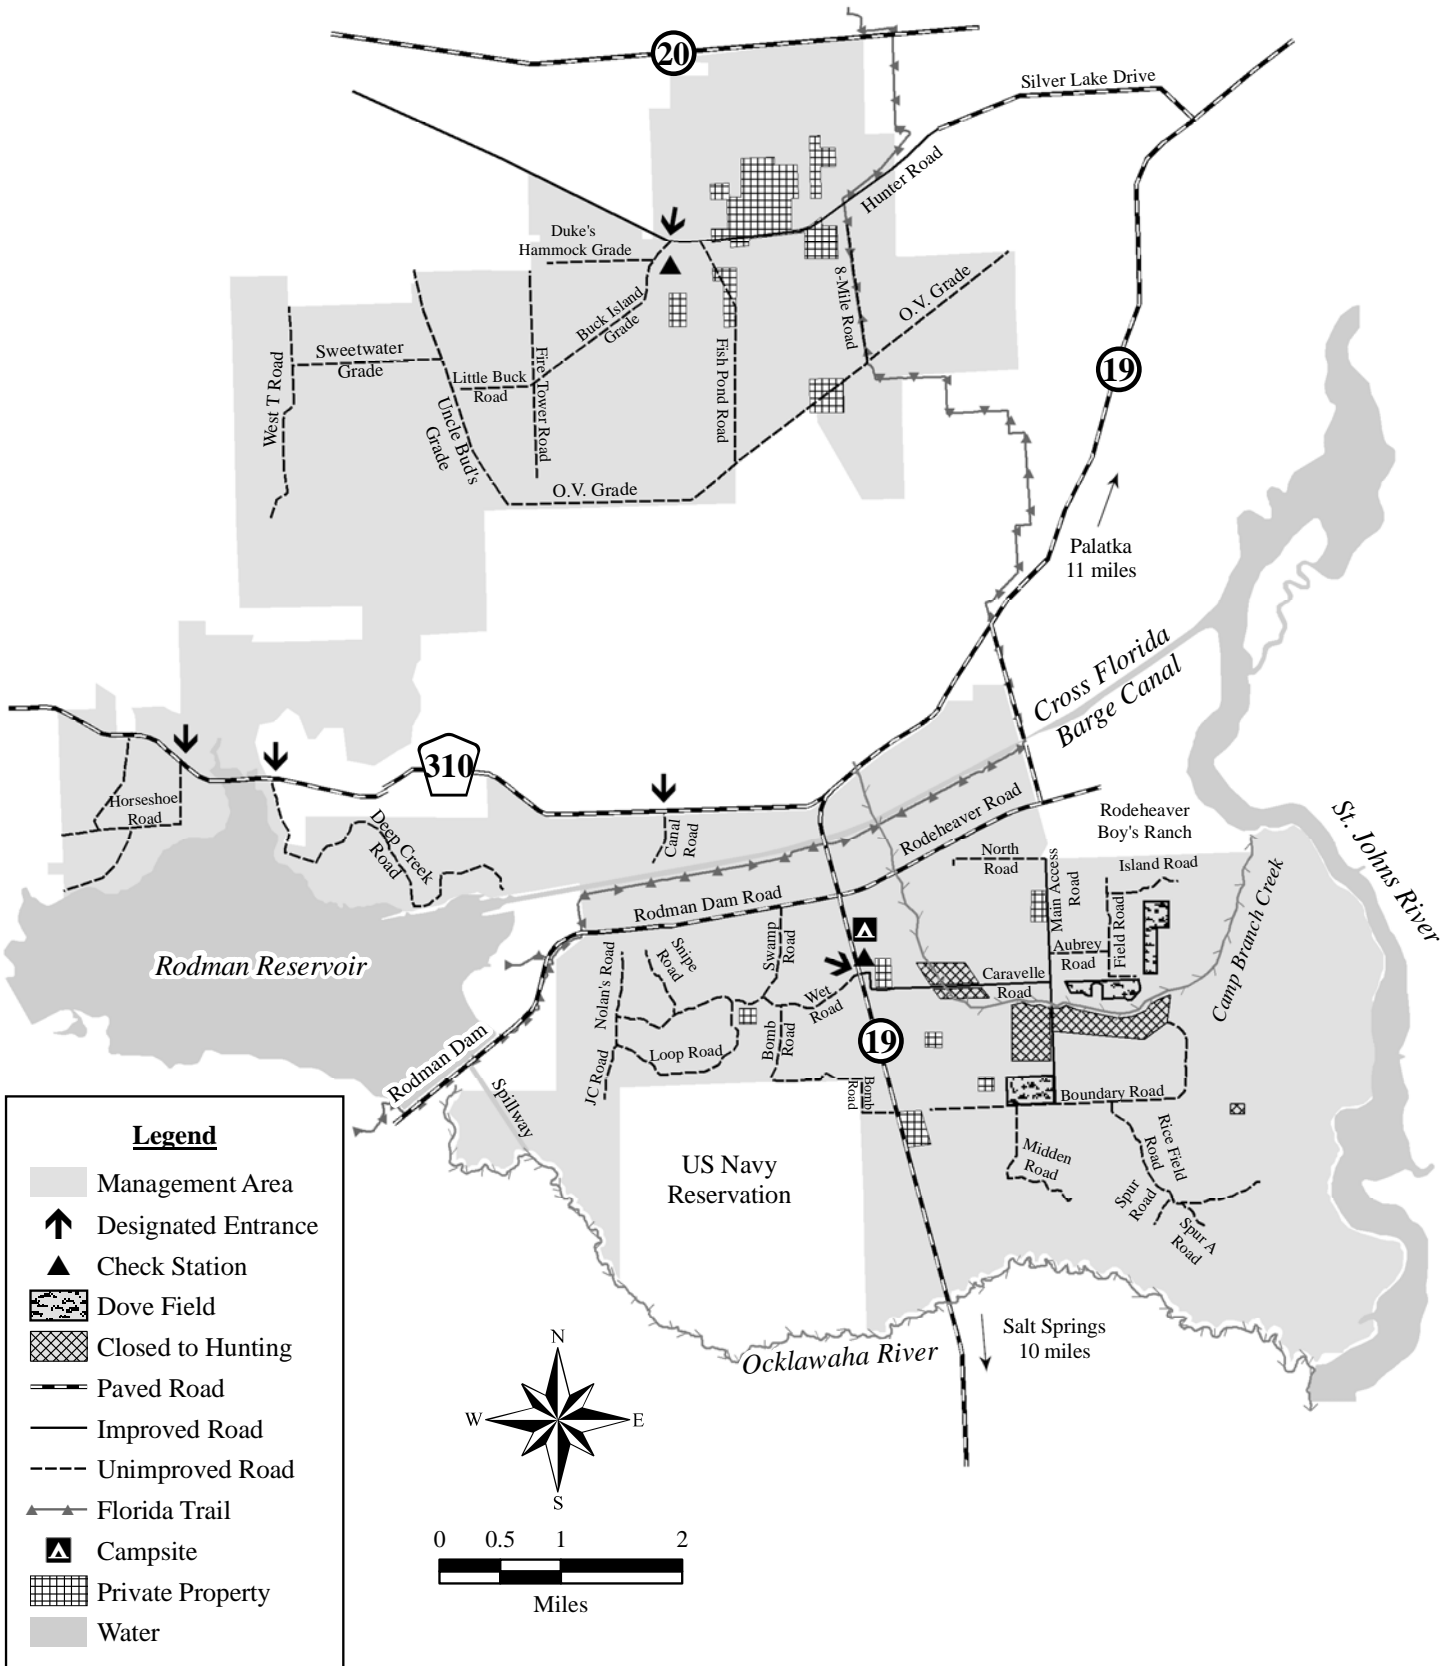 20
Silver Lake Drive
Hunter Road
Duke's
Hammock Grade
8-Mile Road
O.V. Grade
Buck Island
Grade
Sweetwater
Grade
West T Road
Little Buck
Road
Fire Tower Road
Fish Pond Road
Uncle Bud's
Grade
O.V. Grade
19
Palatka
11 miles
Cross Florida
Barge Canal
310
Horseshoe
Road
Deep Creek
Road
Canal
Road
Rodeheaver Road
Rodeheaver
Boy's Ranch
St. Johns River
North
Road
Main Access
Road
Island Road
Rodman Dam Road
Field Road
Aubrey
Road
Camp Branch Creek
Rodman Reservoir
Nolan's Road
Snipe
Road
Swamp
Road
Wet
Road
Caravelle
Road
Loop Road
Bomb
Road
19
Rodman Dam
JC Road
Spillway
Bomb
Road
Boundary Road
US Navy
Reservation
Midden
Road
Rice Field
Road
Spur
Road
Spur A
Road
Salt Springs
10 miles
Ocklawaha River
Legend
Management Area
Designated Entrance
Check Station
Dove Field
Closed to Hunting
Paved Road
Improved Road
Unimproved Road
Florida Trail
Campsite
Private Property
Water
N
W
E
S
0 0.5 1 2
Miles